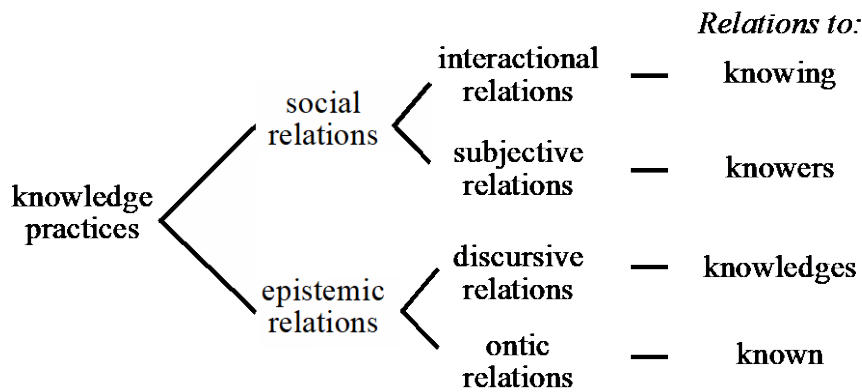 Relations to:
interactional
relations
knowing
social
relations
subjective
relations
knowers
knowledge
practices
discursive
relations
knowledges
epistemic
relations
ontic
relations
known